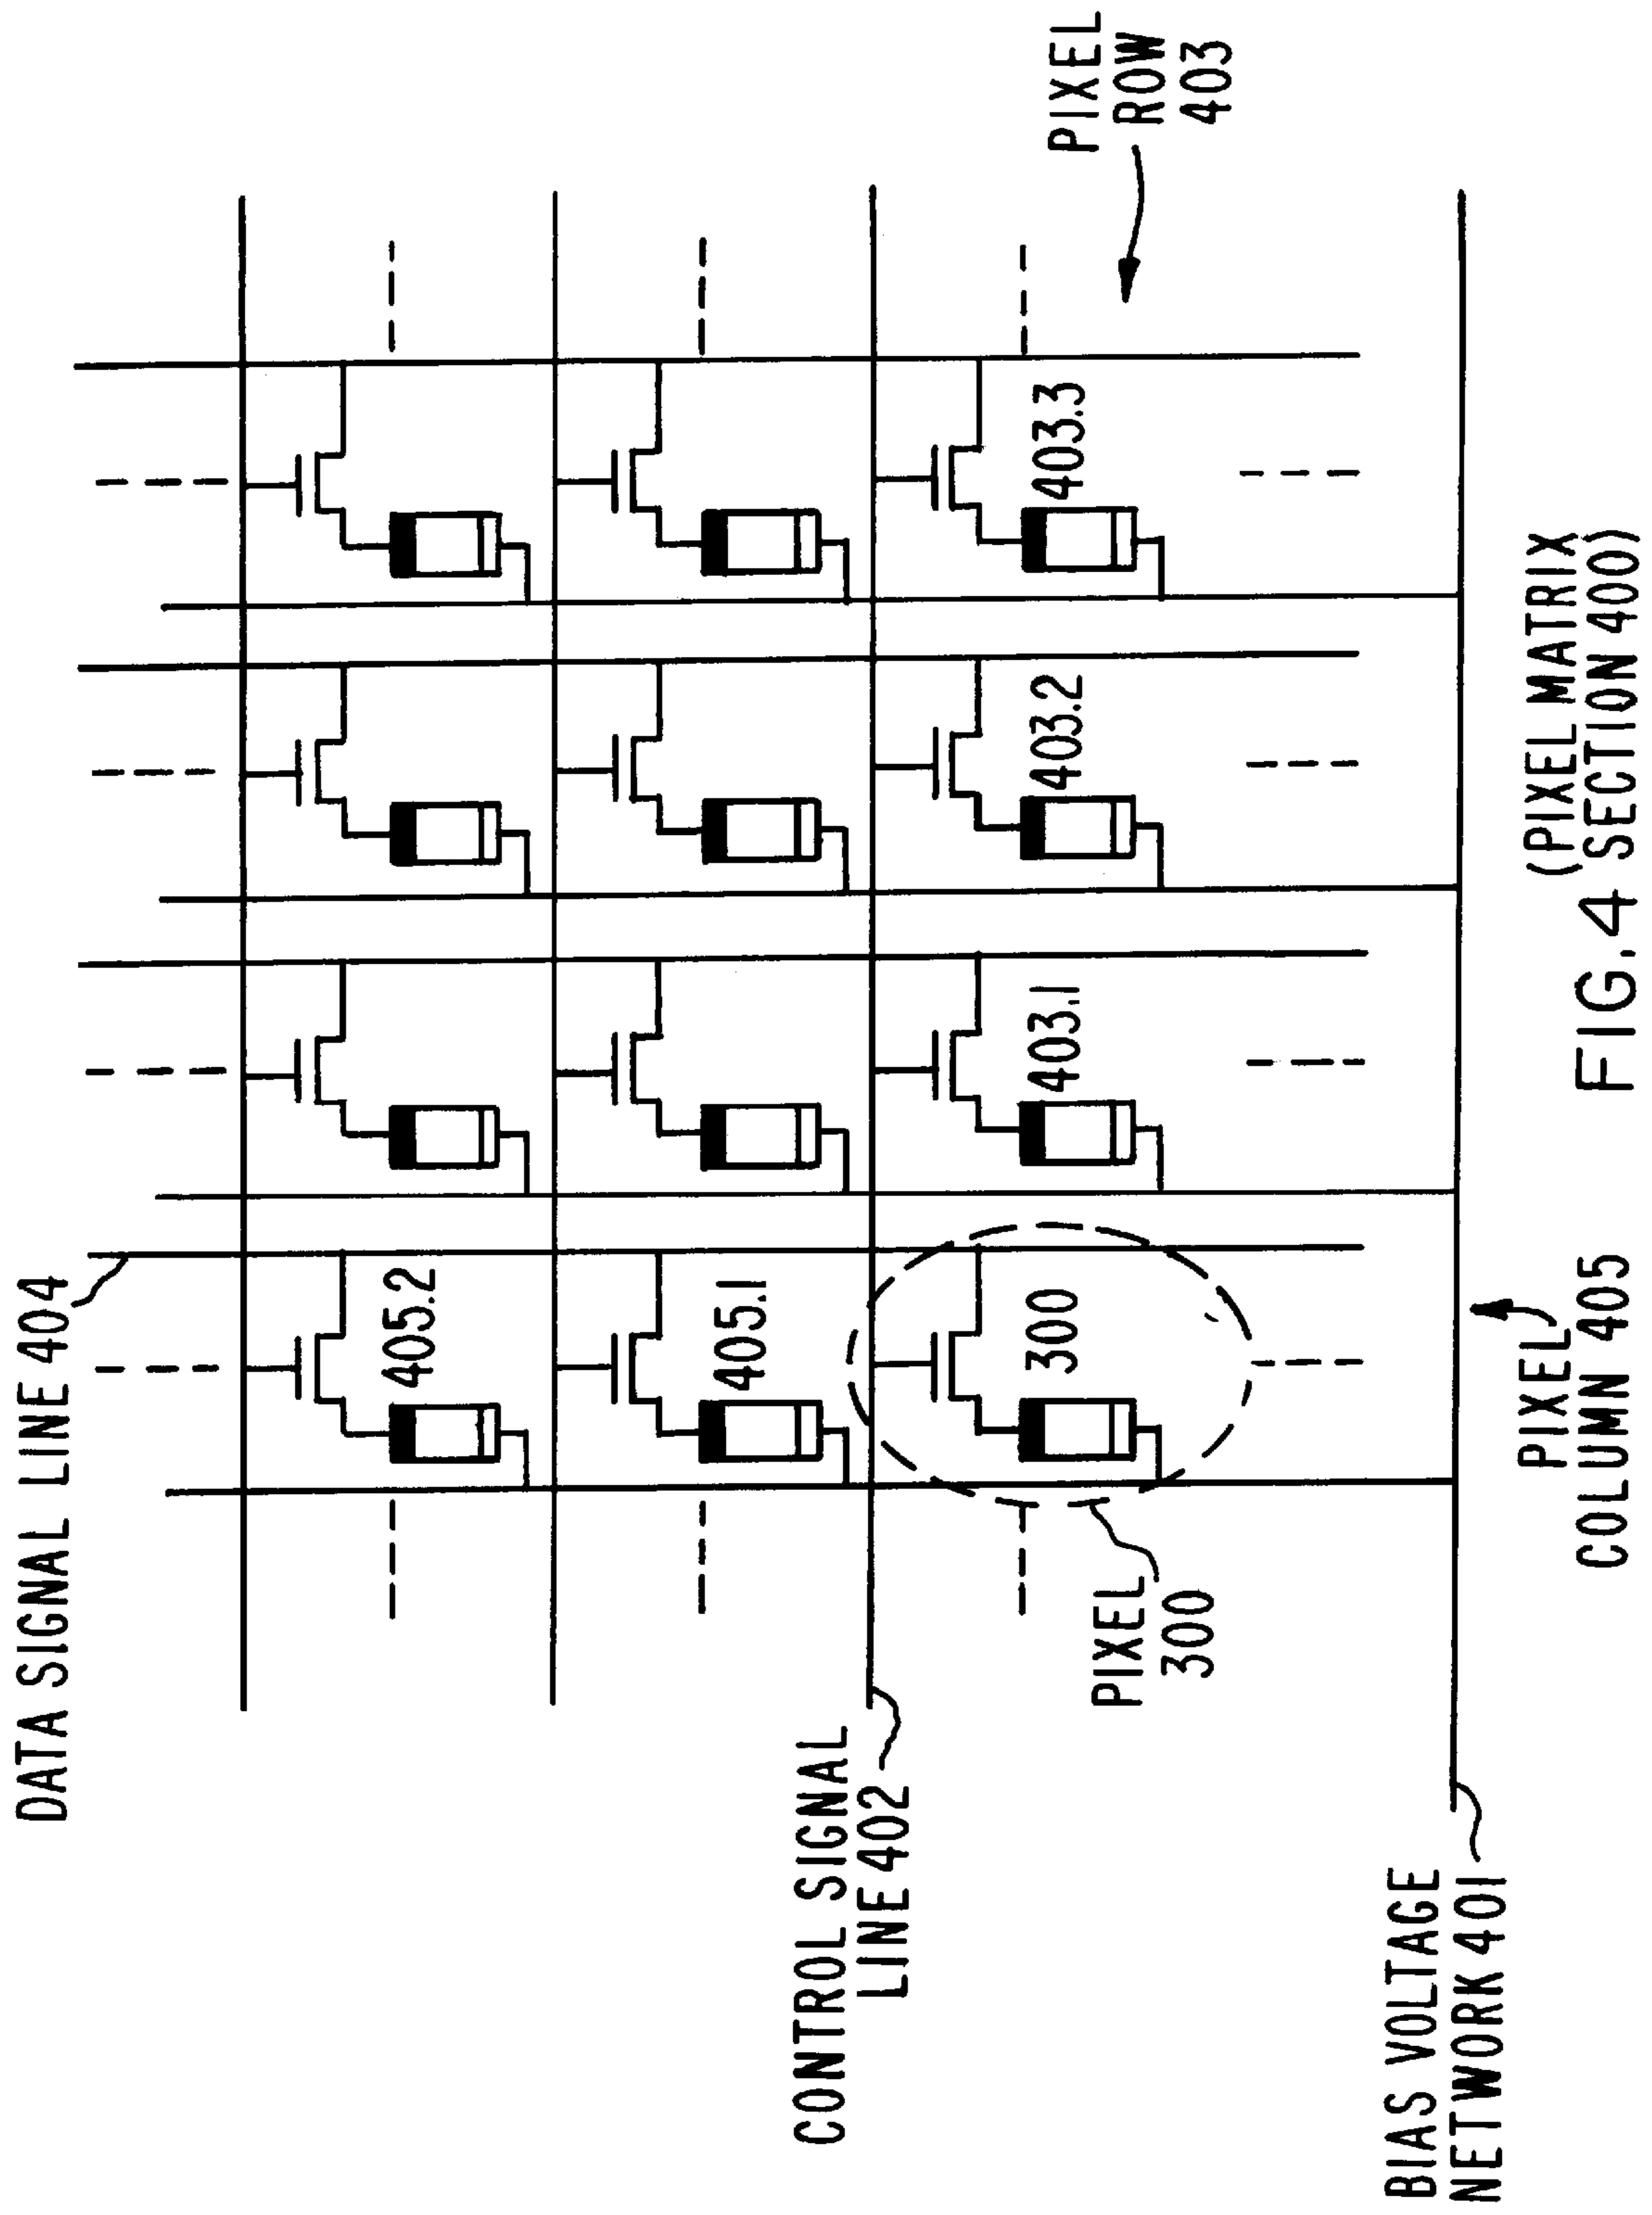 DATA SIGNAL LINE 404
405.2
405.1
300
403.1
403.2
403.3
CONTROL SIGNAL
LINE 402
PIXEL
300
BIAS VOLTAGE
NETWORK 401
PIXEL
COLUMN 405
PIXEL
ROW
403
(PIXEL MATRIX
FIG.4 SECTION 400)